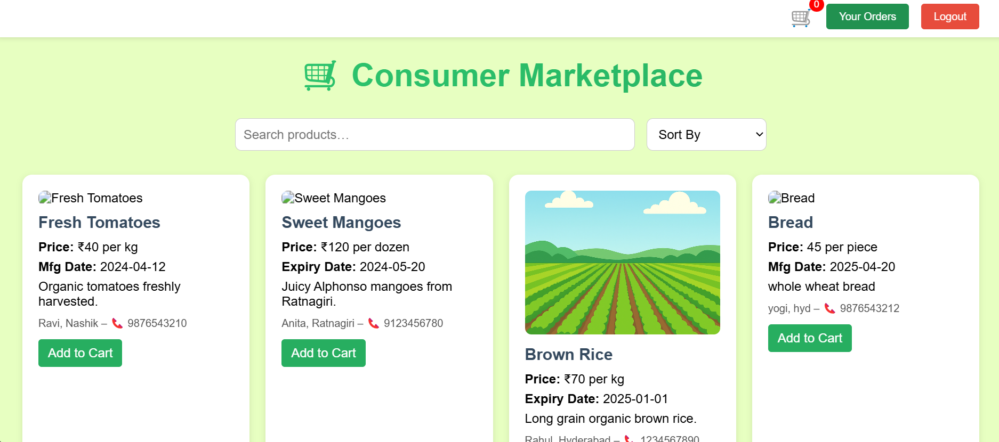 0
Your Orders
Logout
Consumer Marketplace
Search products…
Sort By
Fresh Tomatoes
Fresh Tomatoes
Price: ₹40 per kg
Mfg Date: 2024-04-12
Organic tomatoes freshly
harvested.
Ravi, Nashik – 📞 9876543210
Add to Cart
Sweet Mangoes
Sweet Mangoes
Price: ₹120 per dozen
Expiry Date: 2024-05-20
Juicy Alphonso mangoes from
Ratnagiri.
Anita, Ratnagiri – 📞 9123456780
Add to Cart
Brown Rice
Price: ₹70 per kg
Expiry Date: 2025-01-01
Long grain organic brown rice.
Rahul, Hyderabad – 📞 1234567890
Bread
Bread
Price: 45 per piece
Mfg Date: 2025-04-20
whole wheat bread
yogi, hyd – 📞 9876543212
Add to Cart